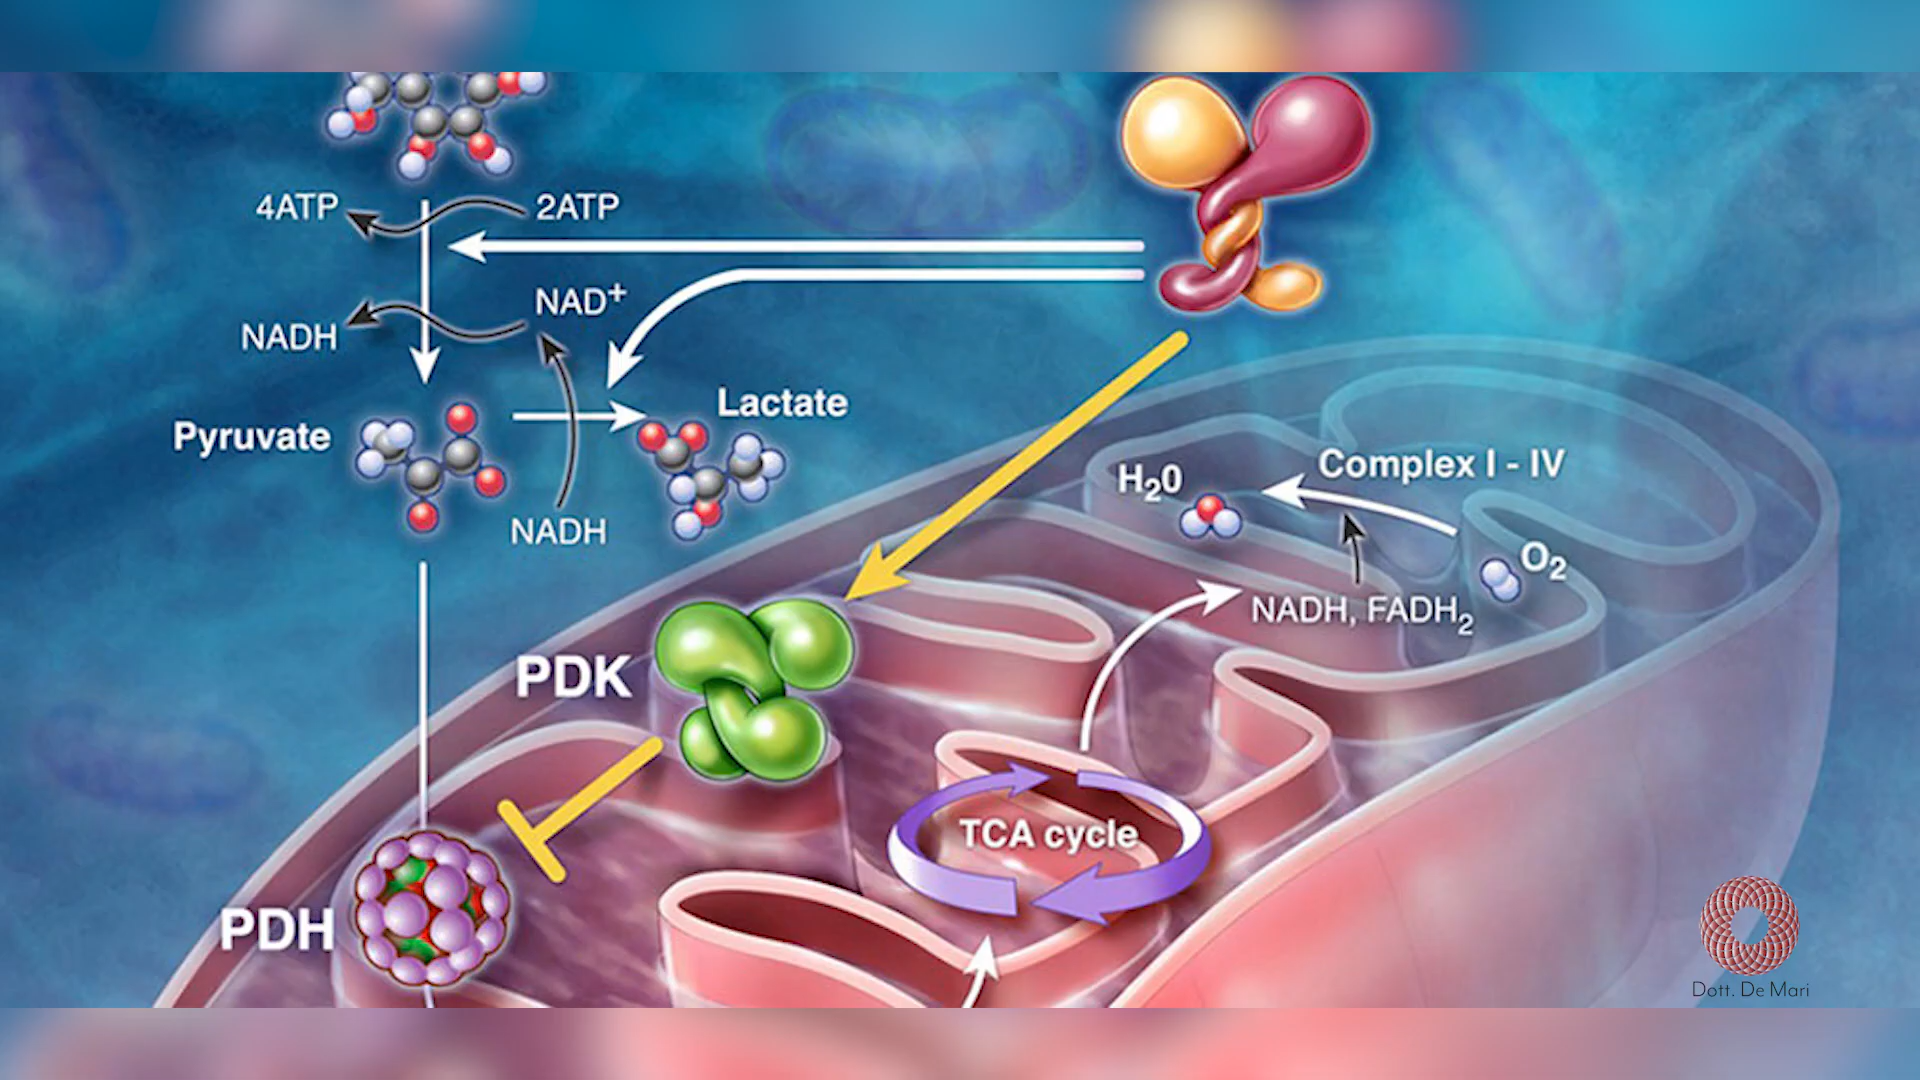 4ATP
2ATP
NAD+
NADH
Pyruvate
Lactate
NADH
H20
Complex I - IV
O2
NADH, FADH2
PDK
TCA cycle
PDH
Dott. De Mari